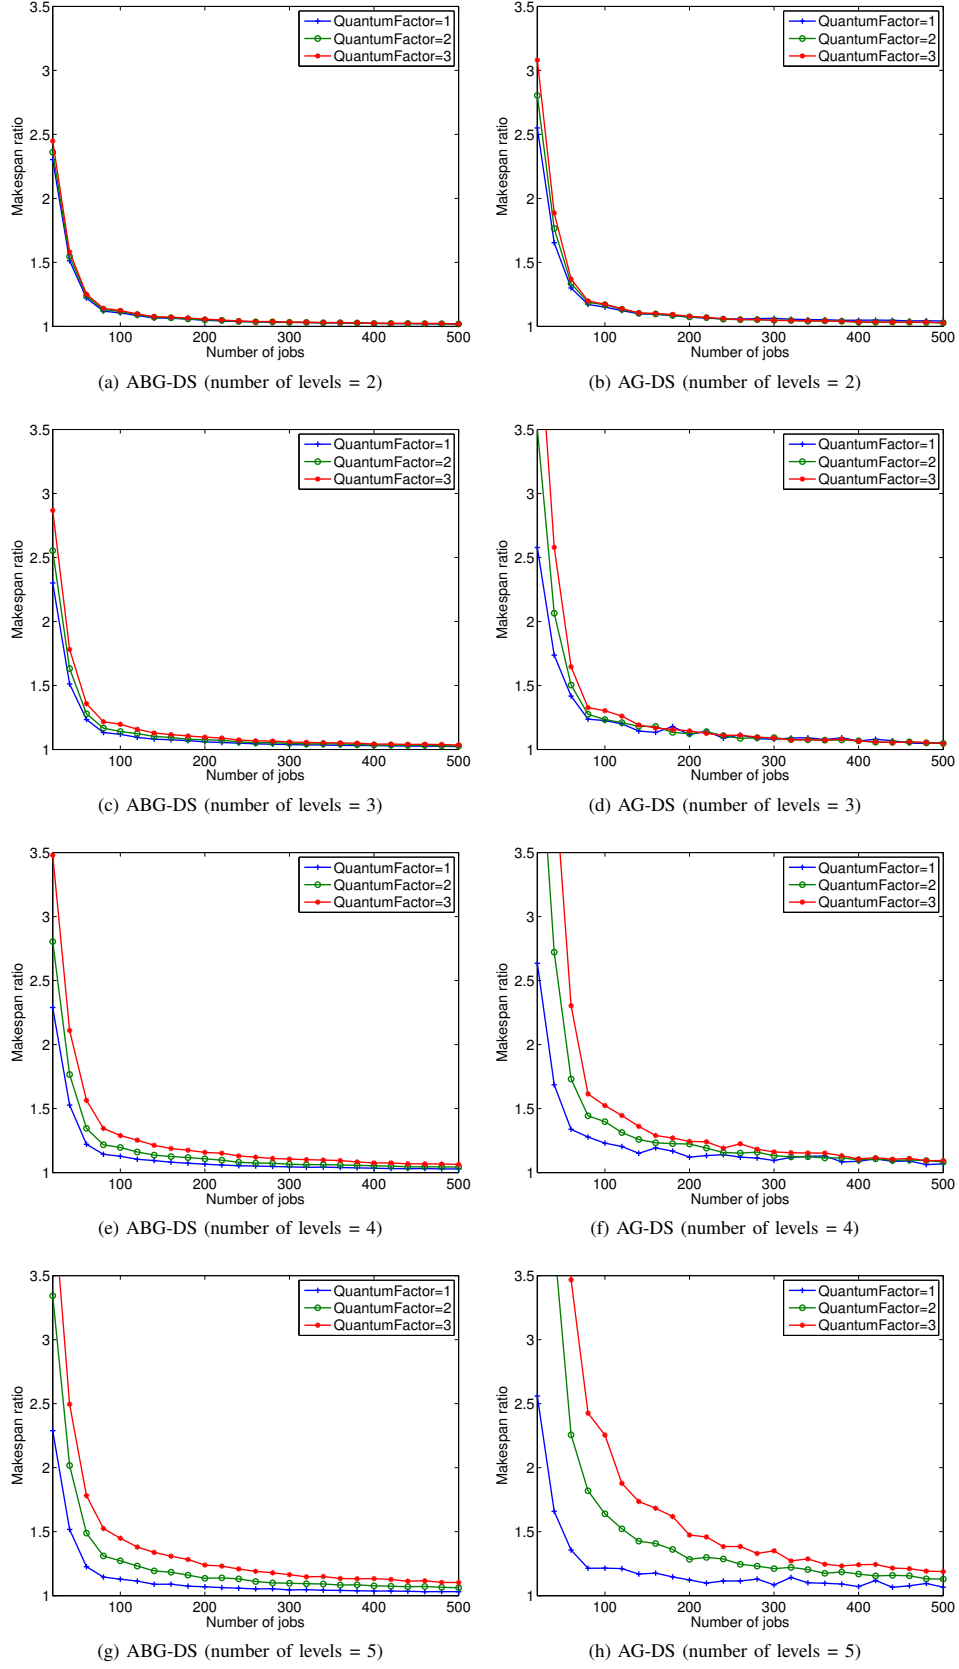 3.5
3
2.5
2
1.5
1
Makespan ratio
QuantumFactor=1
QuantumFactor=2
QuantumFactor=3
100 200 300 400 500
Number of jobs
(a) ABG-DS (number of levels = 2)
3.5
3
2.5
2
1.5
1
Makespan ratio
QuantumFactor=1
QuantumFactor=2
QuantumFactor=3
100 200 300 400 500
Number of jobs
(b) AG-DS (number of levels = 2)
3.5
3
2.5
2
1.5
1
Makespan ratio
QuantumFactor=1
QuantumFactor=2
QuantumFactor=3
100 200 300 400 500
Number of jobs
(c) ABG-DS (number of levels = 3)
3.5
3
2.5
2
1.5
1
Makespan ratio
QuantumFactor=1
QuantumFactor=2
QuantumFactor=3
100 200 300 400 500
Number of jobs
(d) AG-DS (number of levels = 3)
3.5
3
2.5
2
1.5
1
Makespan ratio
QuantumFactor=1
QuantumFactor=2
QuantumFactor=3
100 200 300 400 500
Number of jobs
(e) ABG-DS (number of levels = 4)
3.5
3
2.5
2
1.5
1
Makespan ratio
QuantumFactor=1
QuantumFactor=2
QuantumFactor=3
100 200 300 400 500
Number of jobs
(f) AG-DS (number of levels = 4)
3.5
3
2.5
2
1.5
1
Makespan ratio
QuantumFactor=1
QuantumFactor=2
QuantumFactor=3
100 200 300 400 500
Number of jobs
(g) ABG-DS (number of levels = 5)
3.5
3
2.5
2
1.5
1
Makespan ratio
QuantumFactor=1
QuantumFactor=2
QuantumFactor=3
100 200 300 400 500
Number of jobs
(h) AG-DS (number of levels = 5)